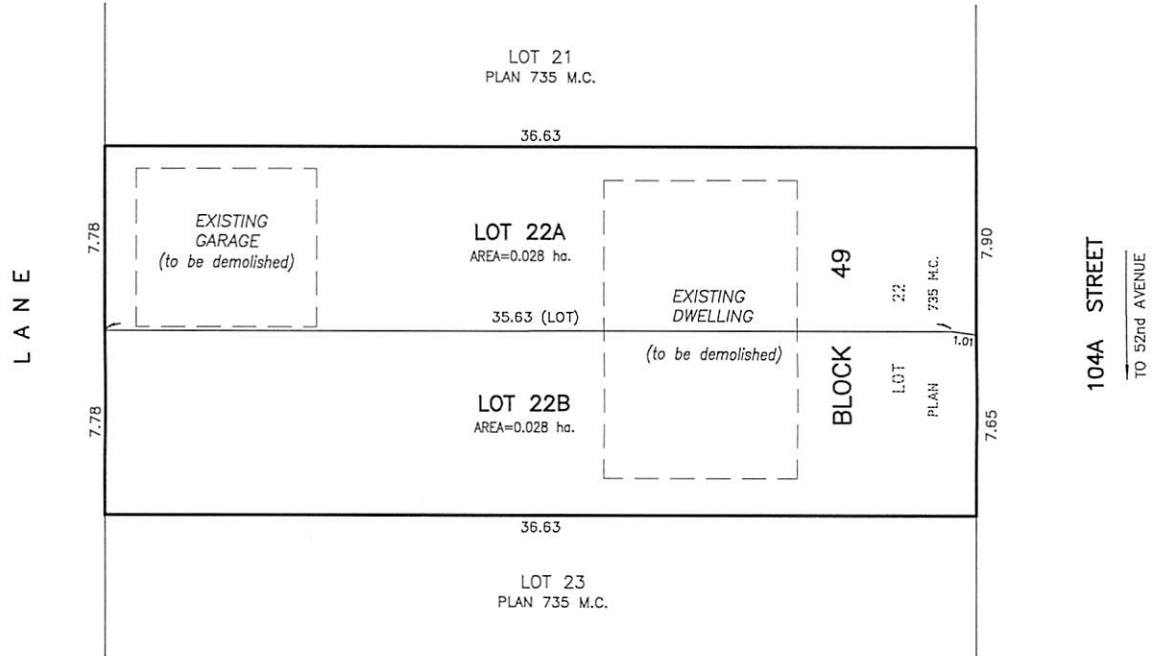 LOT 21
PLAN 735 M.C.
36.63
LANE
7.78
EXISTING
GARAGE
(to be demolished)
LOT 22A
AREA=0.028 ha.
35.63 (LOT)
EXISTING
DWELLING
(to be demolished)
BLOCK 49
LOT 22
PLAN 735 M.C.
7.90
1.01
104A STREET
TO 52nd AVENUE
7.78
LOT 22B
AREA=0.028 ha.
7.65
36.63
LOT 23
PLAN 735 M.C.